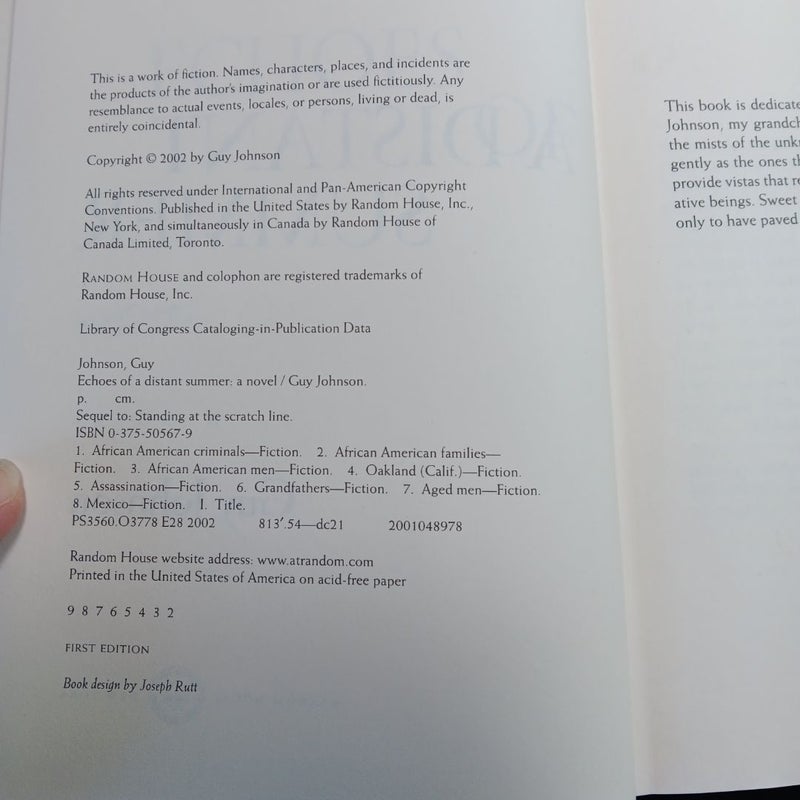 This is a work of fiction. Names, characters, places, and incidents are
the products of the author's imagination or are used fictitiously. Any
resemblance to actual events, locales, or persons, living or dead, is
entirely coincidental.
Copyright © 2002 by Guy Johnson
All rights reserved under International and Pan-American Copyright
Conventions. Published in the United States by Random House, Inc.,
New York, and simultaneously in Canada by Random House of
Canada Limited, Toronto.
RANDOM HOUSE and colophon are registered trademarks of
Random House, Inc.
Library of Congress Cataloging-in-Publication Data
Johnson, Guy
Echoes of a distant summer: a novel / Guy Johnson.
p. cm.
Sequel to: Standing at the scratch line.
ISBN 0-375-50567-9
1. African American criminals—Fiction. 2. African American families—
Fiction. 3. African American men—Fiction. 4. Oakland (Calif.)—Fiction.
5. Assassination—Fiction. 6. Grandfathers—Fiction. 7. Aged men—Fiction.
8. Mexico—Fiction. I. Title.
PS3560.O3778 E28 2002 813'.54—dc21 2001048978
Random House website address: www.atrandom.com
Printed in the United States of America on acid-free paper
9 8 7 6 5 4 3 2
FIRST EDITION
Book design by Joseph Rutt
This book is dedicate
Johnson, my grandch
the mists of the unk
gently as the ones th
provide vistas that re
ative beings. Sweet
only to have paved